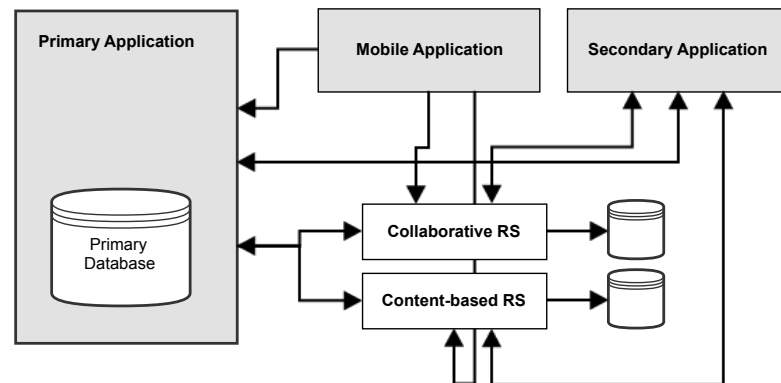 Primary Application
Mobile Application
Secondary Application
Primary
Database
Collaborative RS
Content-based RS